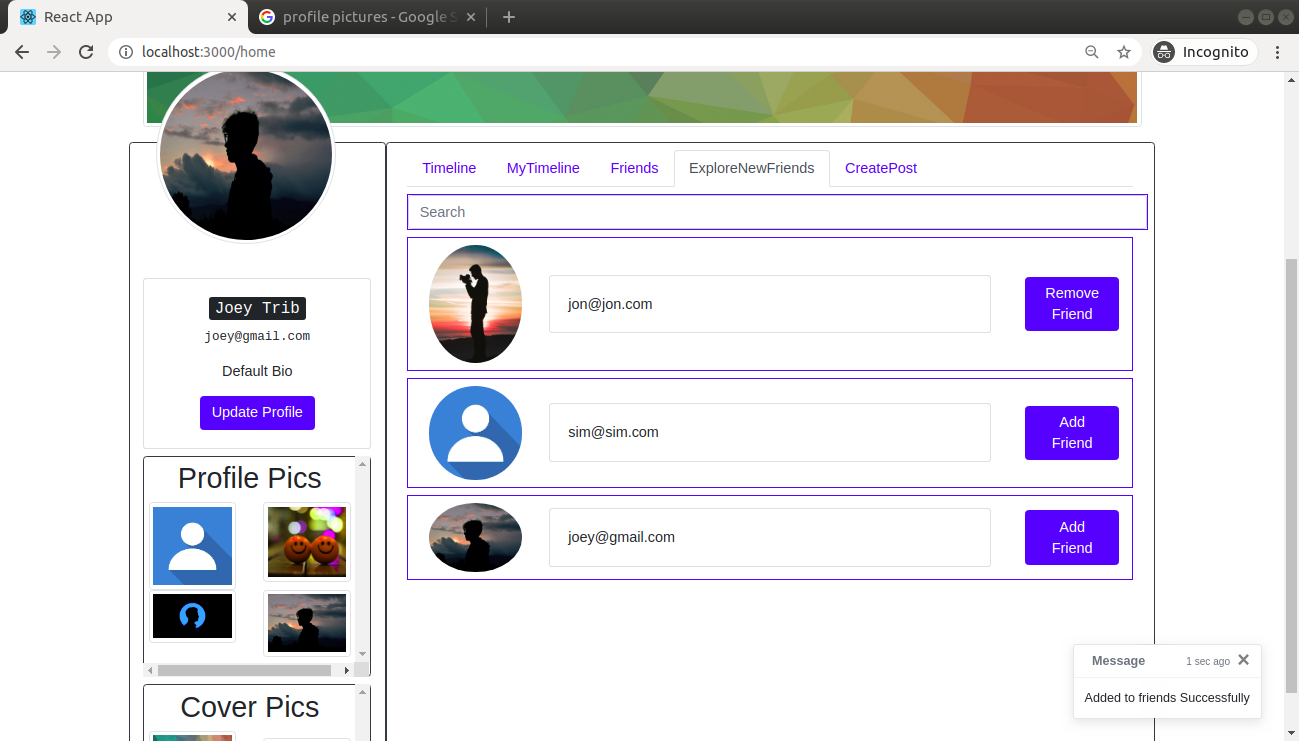 React App
profile pictures - Google S
localhost:3000/home
Incognito
Timeline
MyTimeline
Friends
ExploreNewFriends
CreatePost
Search
Joey Trib
joey@gmail.com
Default Bio
Update Profile
Profile Pics
Cover Pics
jon@jon.com
Remove
Friend
sim@sim.com
Add
Friend
joey@gmail.com
Add
Friend
Message
1 sec ago
Added to friends Successfully